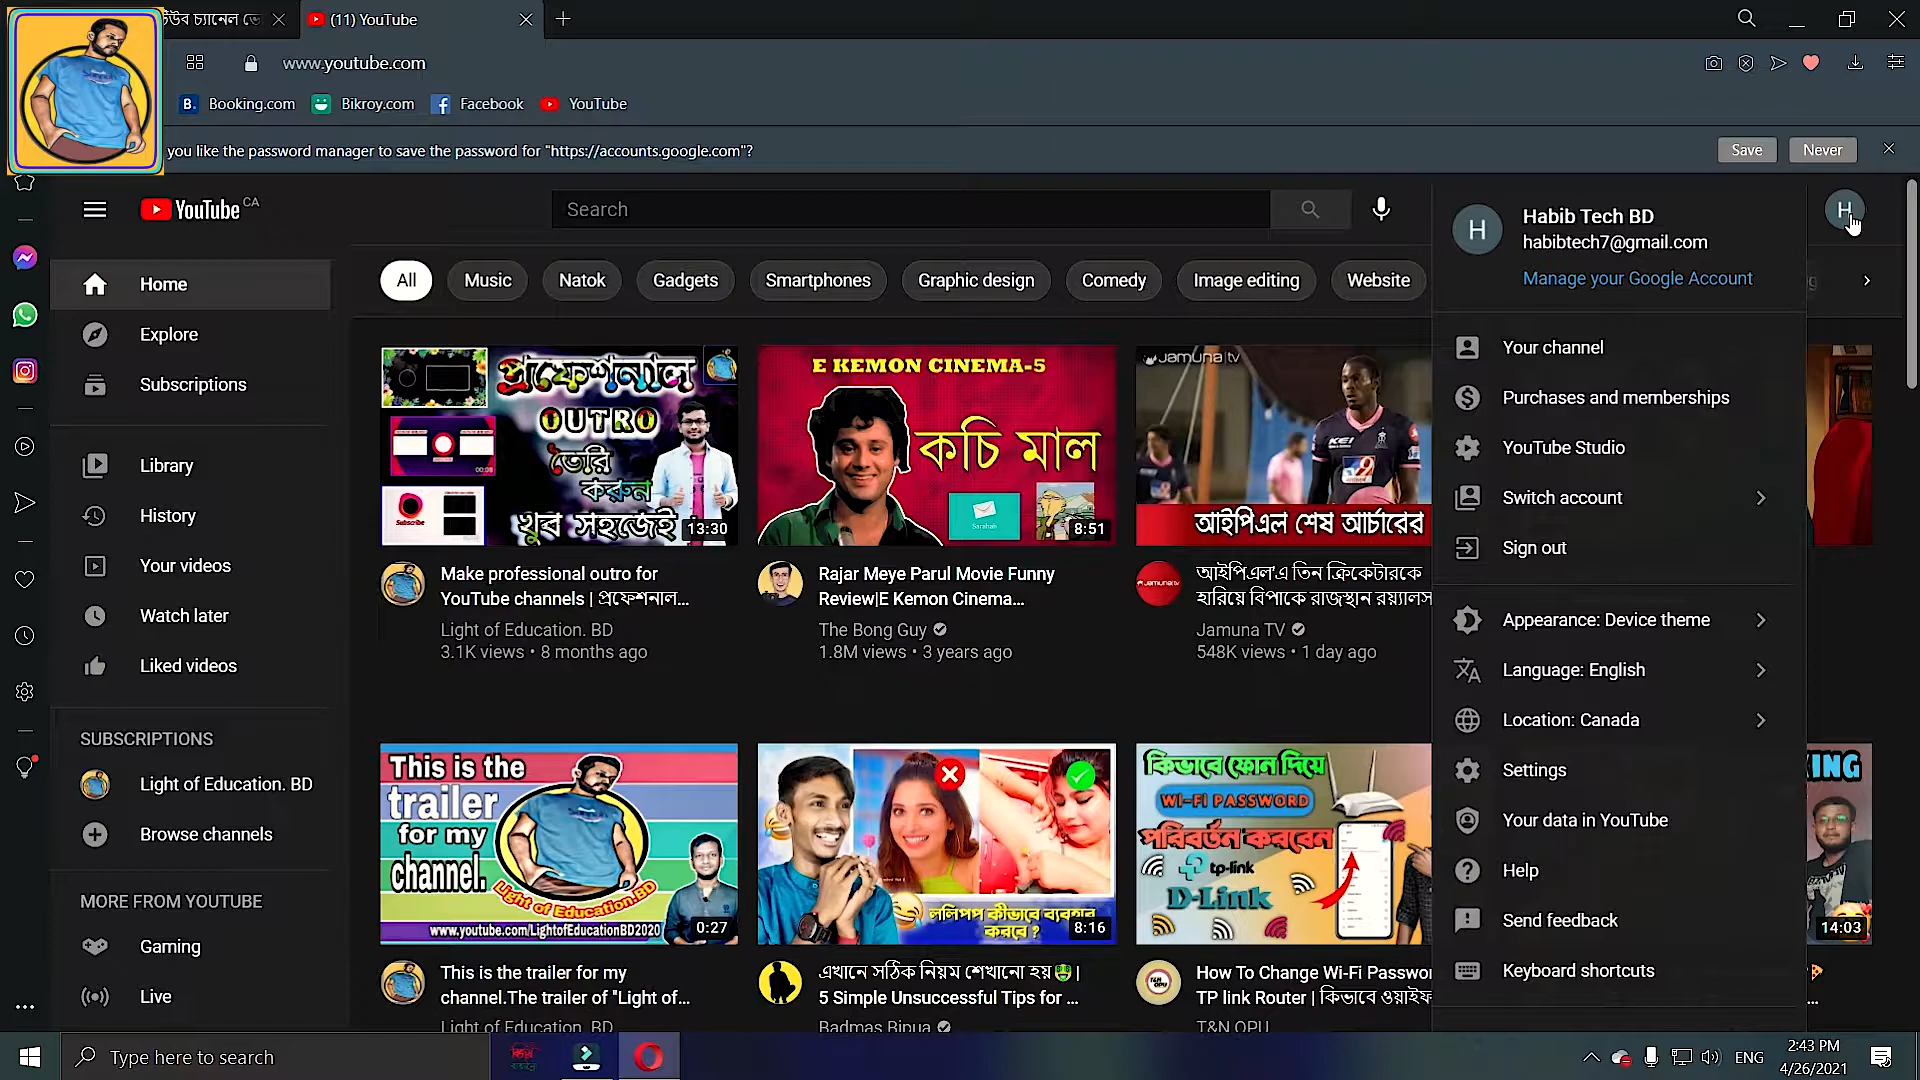 উব চ্যানেল ভে
(11) YouTube
www.youtube.com
Booking.com
Bikroy.com
Facebook
YouTube
you like the password manager to save the password for "https://accounts.google.com"?
Save
Never
YouTube CA
Search
Habib Tech BD
habibtech7@gmail.com
Manage your Google Account
H
H
Home
Explore
Subscriptions
Library
History
Your videos
Watch later
Liked videos
SUBSCRIPTIONS
Light of Education. BD
Browse channels
MORE FROM YOUTUBE
Gaming
Live
All
Music
Natok
Gadgets
Smartphones
Graphic design
Comedy
Image editing
Website
প্রফেশনাল
OUTRO
তৈরি
করুন
খুব সহজেই
Subscribe
13:30
Make professional outro for
YouTube channels | প্রফেশনাল...
Light of Education. BD
3.1K views • 8 months ago
E KEMON CINEMA-5
কচি মাল
Sarahah
8:51
Rajar Meye Parul Movie Funny
Review|E Kemon Cinema...
The Bong Guy
1.8M views • 3 years ago
Jamuna|tv
KEI
আইপিএল শেষ আর্চারের
আইপিএল'এ তিন ক্রিকেটারকে
হারিয়ে বিপাকে রাজস্থান রয়্যালস
Jamuna TV
548K views • 1 day ago
This is the
trailer
for my
channel.
Light of Education.BD
www.youtube.com/LightofEducationBD2020
0:27
This is the trailer for my
channel.The trailer of "Light of...
Light of Education. BD
ললিপপ কীভাবে ব্যবহার
করবে ?
8:16
এখানে সঠিক নিয়ম শেখানো হয়🤑 |
5 Simple Unsuccessful Tips for ...
Badmas Bipua
কিভাবে ফোন দিয়ে
WI-FI PASSWORD
পরিবর্তন করবেন
tp-link
D-Link
How To Change Wi-Fi Passwor
TP link Router | কিভাবে ওয়াইফ
T&N OPU
KING
14:03
Your channel
Purchases and memberships
YouTube Studio
Switch account
Sign out
Appearance: Device theme
Language: English
Location: Canada
Settings
Your data in YouTube
Help
Send feedback
Keyboard shortcuts
Type here to search
ENG
2:43 PM
4/26/2021